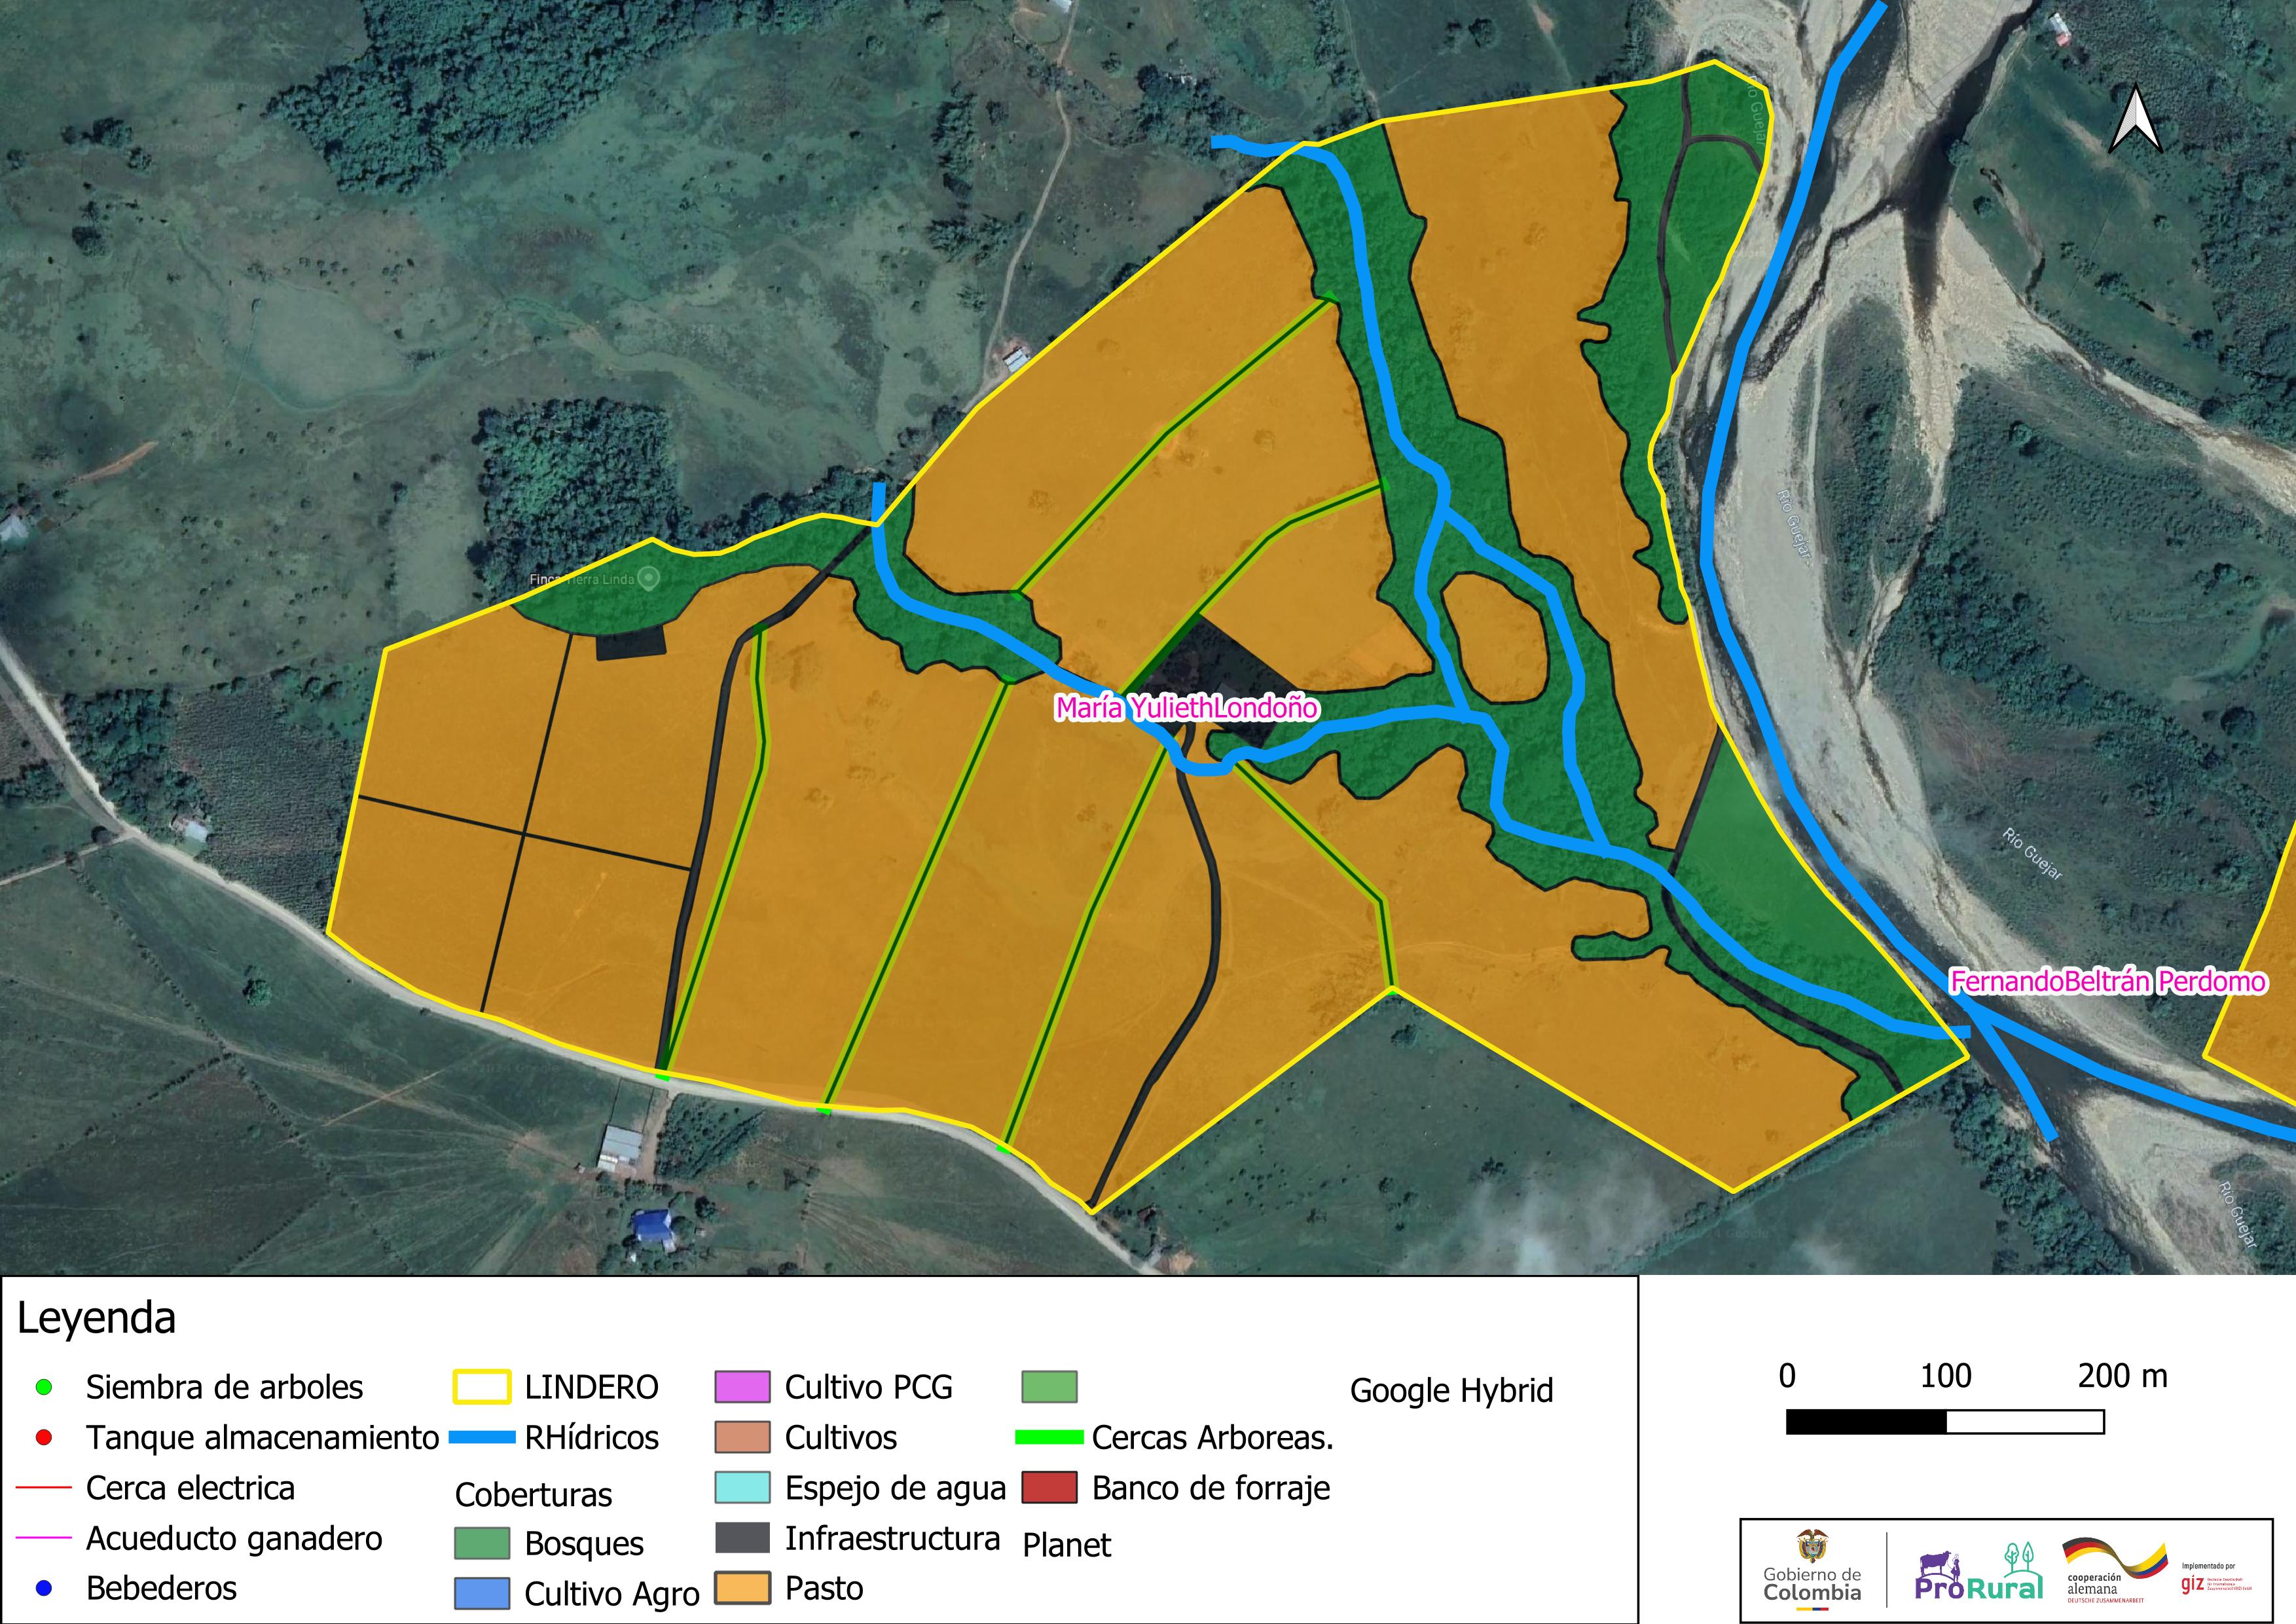 Río Guejar
Finca Tierra Linda
Río Guejar
María YuliethLondoño
Río Guejar
FernandoBeltrán Perdomo
Río Guejar
Leyenda
Siembra de arboles
Tanque almacenamiento
Cerca electrica
Acueducto ganadero
Bebederos
LINDERO
RHídricos
Coberturas
Bosques
Cultivo Agro
Cultivo PCG
Cultivos
Espejo de agua
Infraestructura
Pasto
Cercas Arboreas.
Banco de forraje
Planet
Google Hybrid
0 100 200 m
Gobierno de
Colombia
ProRural
cooperación
alemana
DEUTSCHE ZUSAMMENARBEIT
Implementado por
giz